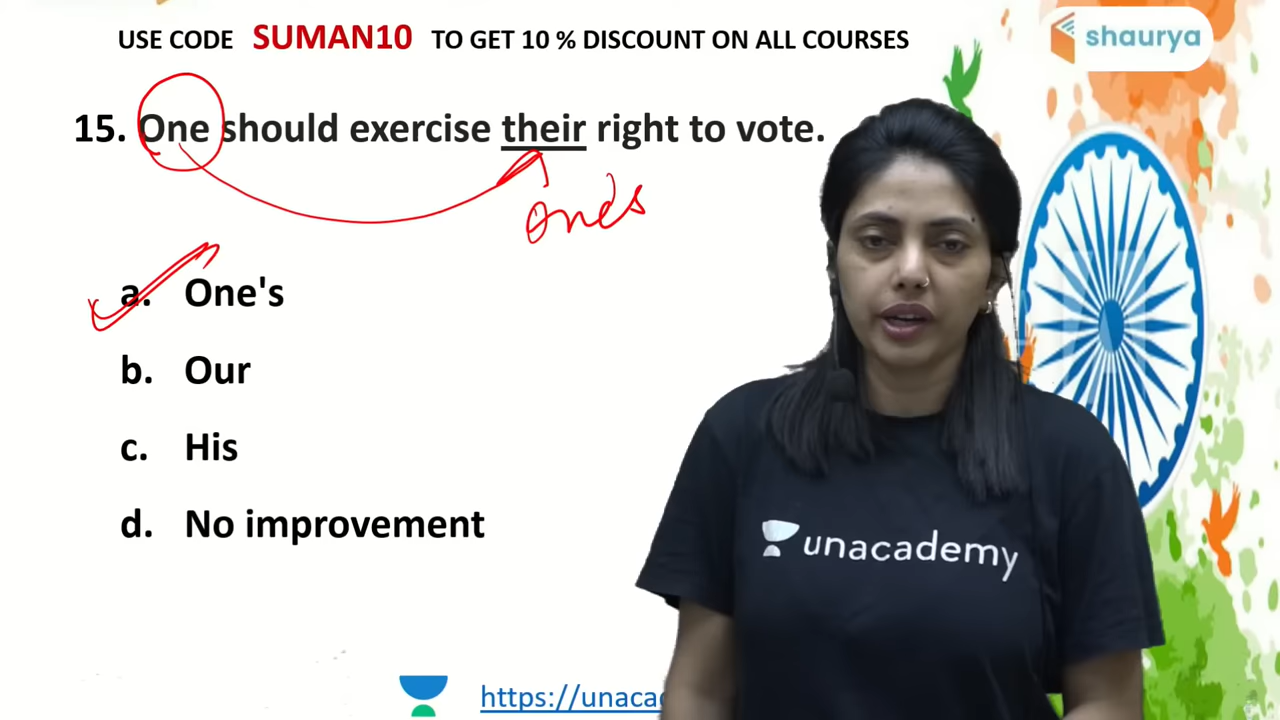 USE CODE SUMAN10 TO GET 10 % DISCOUNT ON ALL COURSES
shaurya
15. One should exercise their right to vote.
one's
a. One's
b. Our
c. His
d. No improvement
unacademy
https://unaca